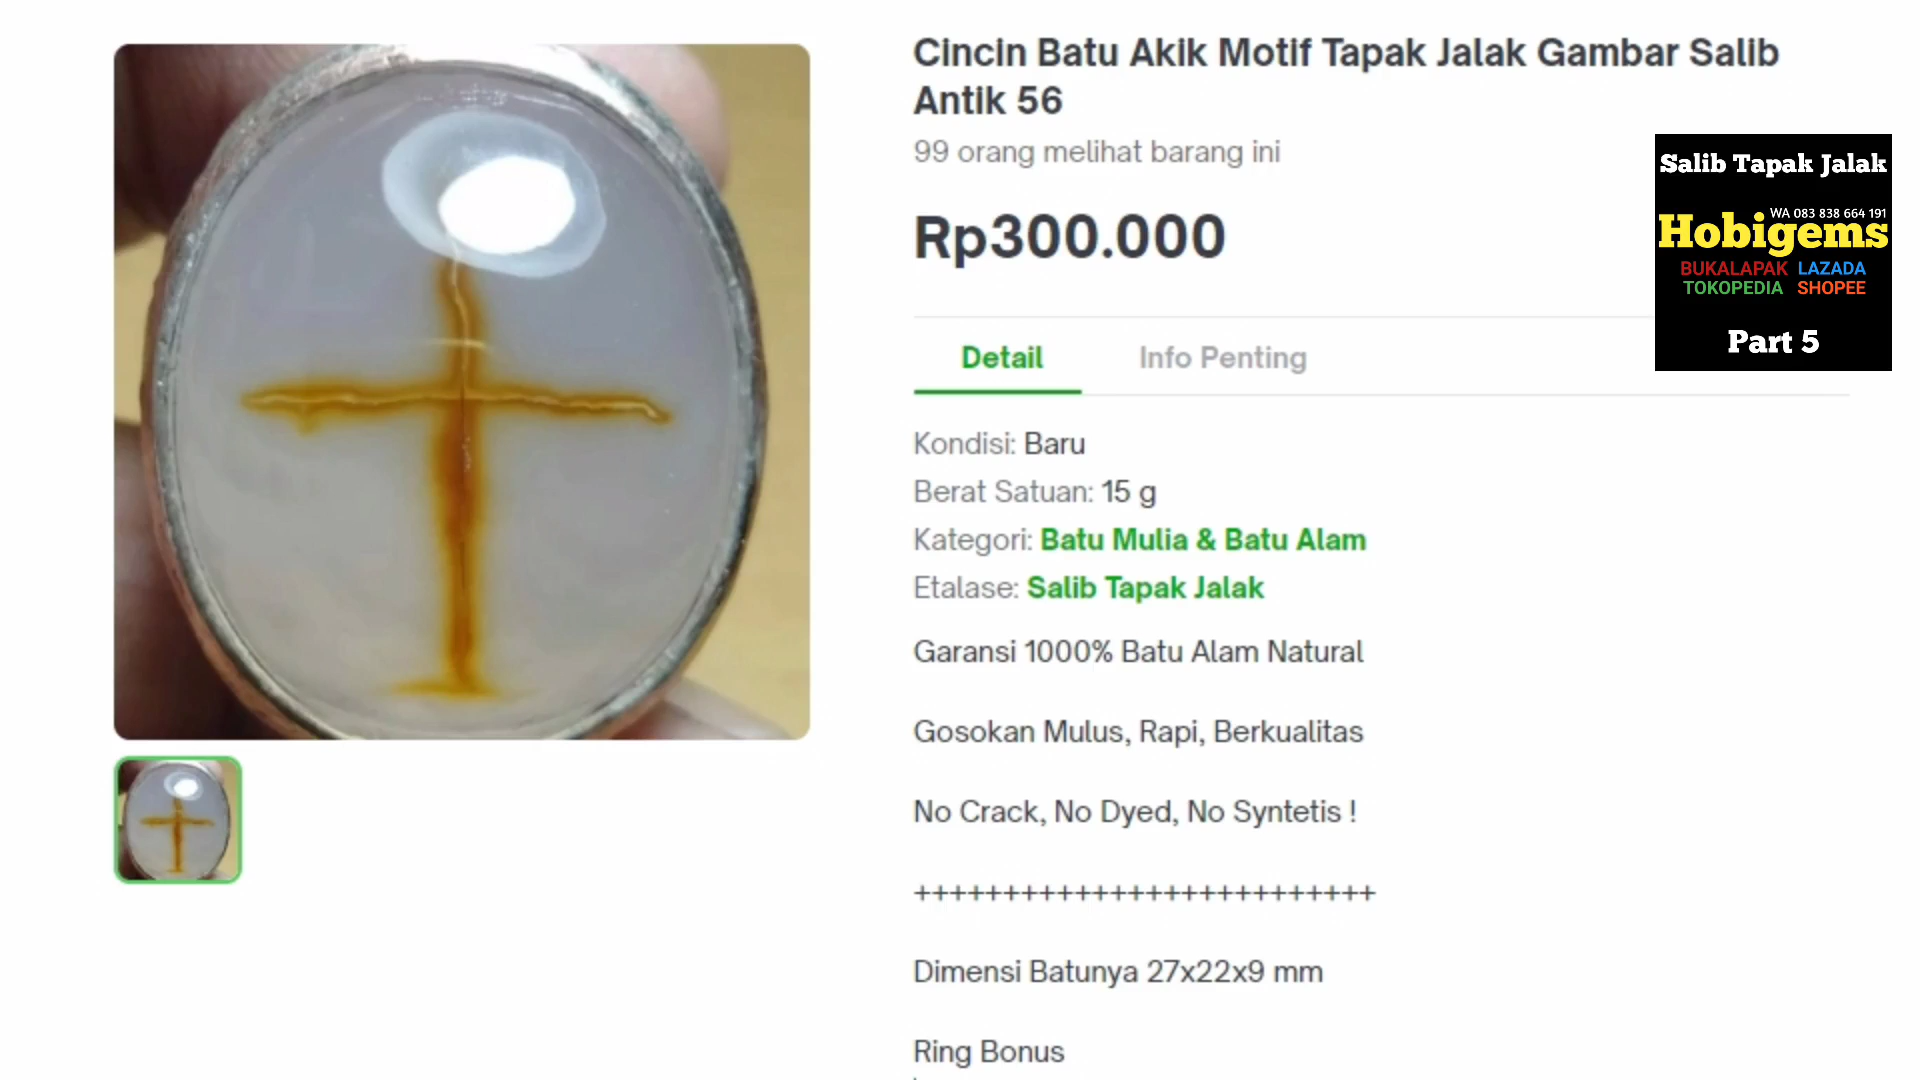 Cincin Batu Akik Motif Tapak Jalak Gambar Salib
Antik 56
99 orang melihat barang ini
Rp300.000
Salib Tapak Jalak
WA 083 838 664 191
Hobigems
BUKALAPAK LAZADA
TOKOPEDIA SHOPEE
Part 5
Detail Info Penting
Kondisi: Baru
Berat Satuan: 15 g
Kategori: Batu Mulia & Batu Alam
Etalase: Salib Tapak Jalak
Garansi 1000% Batu Alam Natural
Gosokan Mulus, Rapi, Berkualitas
No Crack, No Dyed, No Syntetis !
++++++++++++++++++++++++++
Dimensi Batunya 27x22x9 mm
Ring Bonus